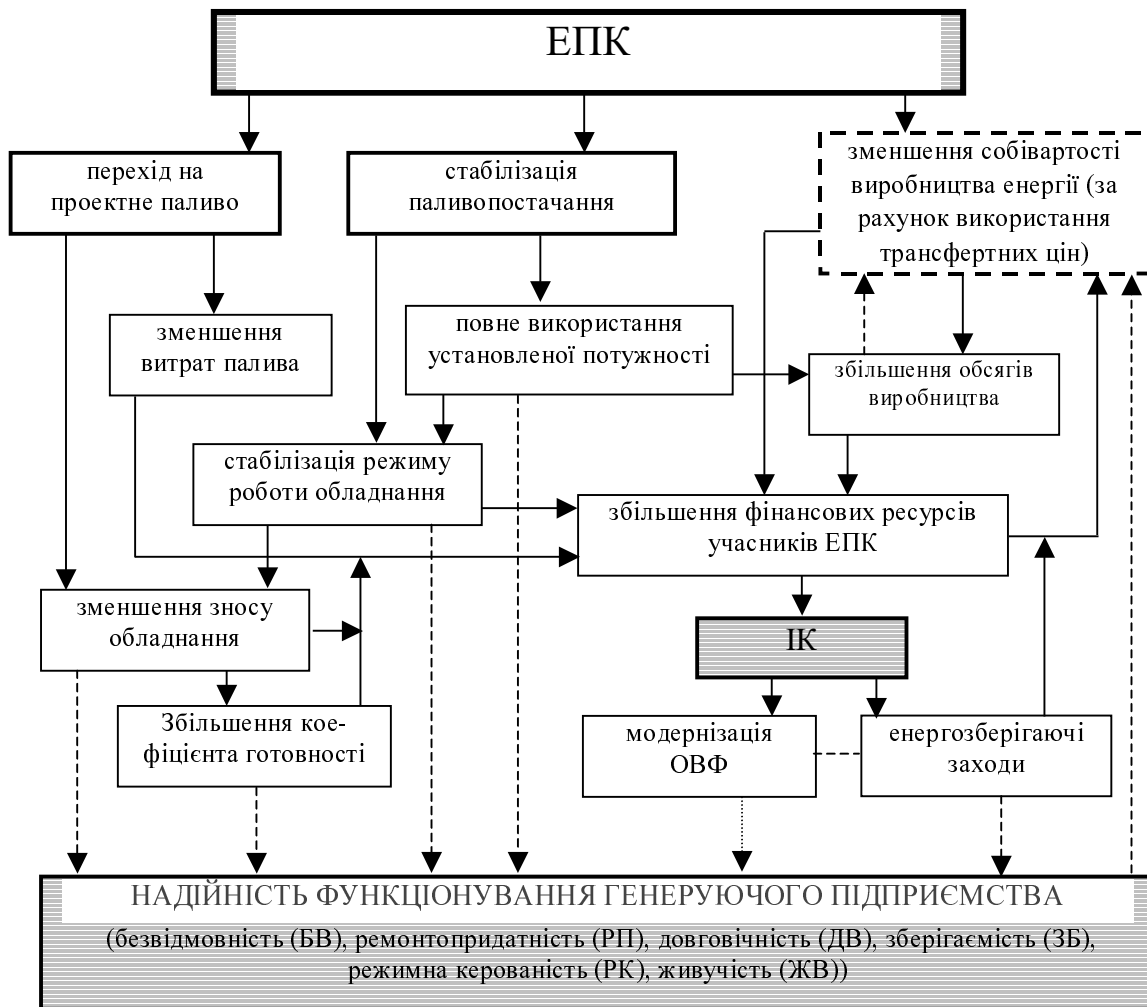 ЕПК
перехід на
проектне паливо
стабілізація
паливопостачання
зменшення собівартості
виробництва енергії (за
рахунок використання
трансфертних цін)
зменшення
витрат палива
повне використання
установленої потужності
збільшення обсягів
виробництва
стабілізація режиму
роботи обладнання
збільшення фінансових ресурсів
учасників ЕПК
зменшення зносу
обладнання
ІК
Збільшення кое-
фіцієнта готовності
модернізація
ОВФ
енергозберігаючі
заходи
НАДІЙНІСТЬ ФУНКЦІОНУВАННЯ ГЕНЕРУЮЧОГО ПІДПРИЄМСТВА
(безвідмовність (БВ), ремонтопридатність (РП), довговічність (ДВ), зберігаємість (ЗБ),
режимна керованість (РК), живучість (ЖВ))